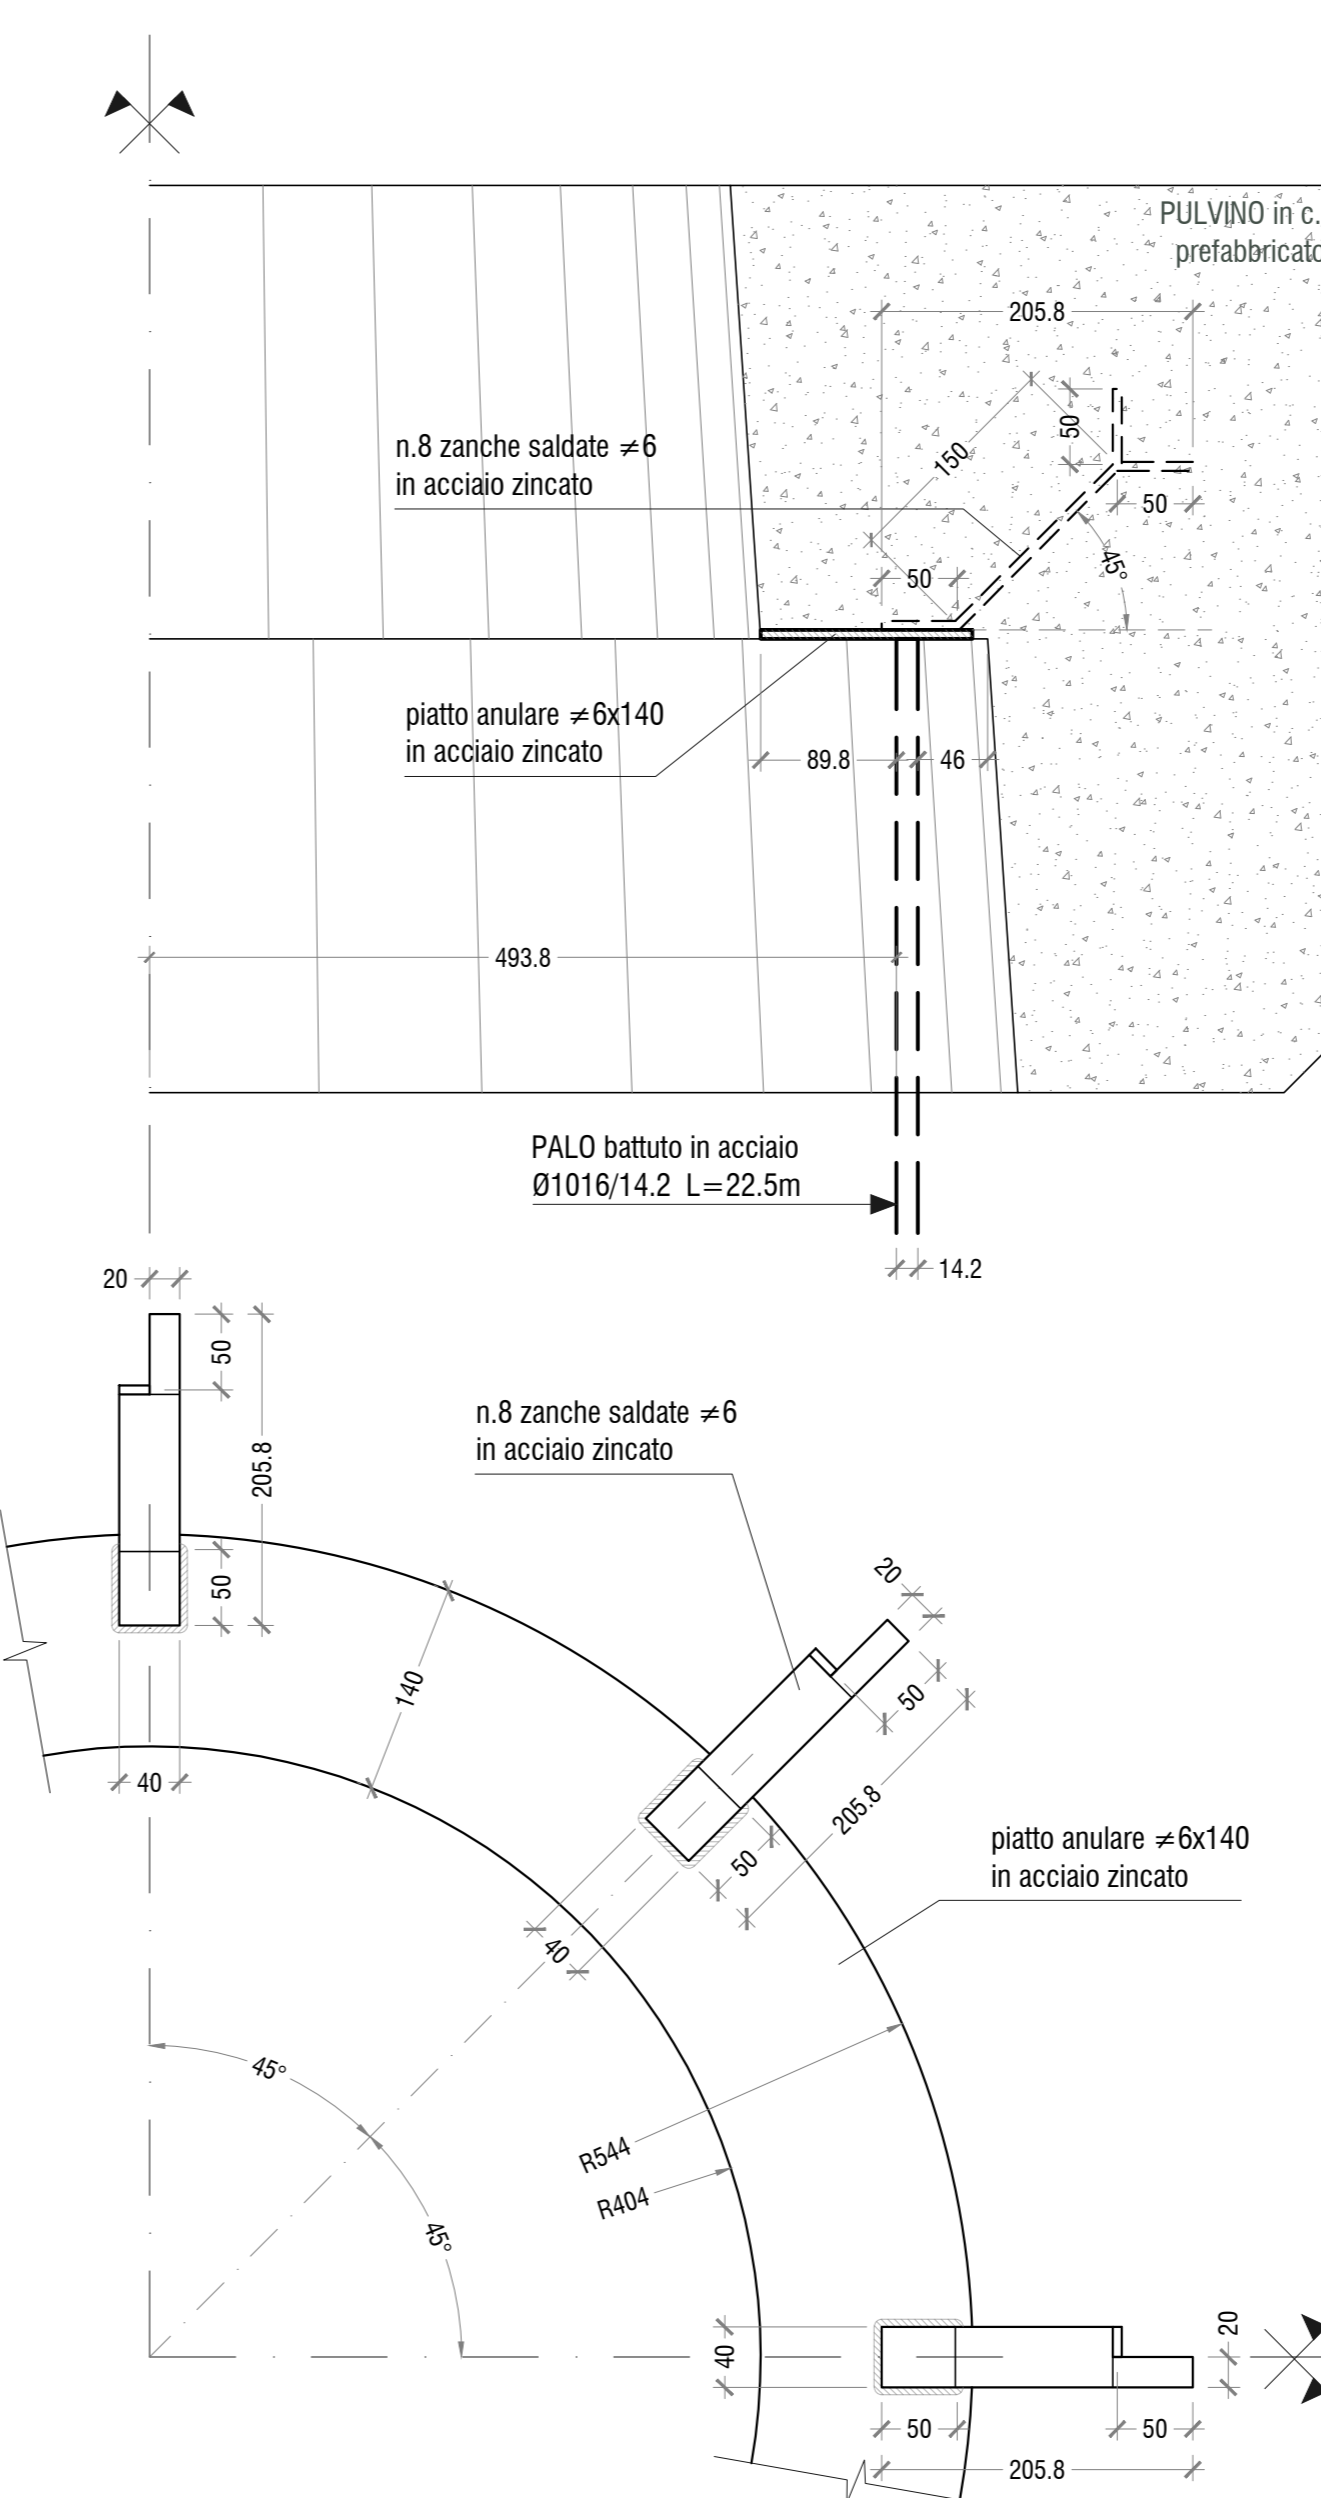 PULVINO in c.
prefabbricato
205.8
50
150
n.8 zanche saldate ≠6
in acciaio zincato
50
45°
50
piatto anulare ≠6x140
in acciaio zincato
89.8
46
493.8
PALO battuto in acciaio
Ø1016/14.2 L=22.5m
14.2
20
50
205.8
50
n.8 zanche saldate ≠6
in acciaio zincato
20
140
50
40
205.8
50
piatto anulare ≠6x140
in acciaio zincato
40
45°
R544
R404
45°
20
40
50
50
205.8